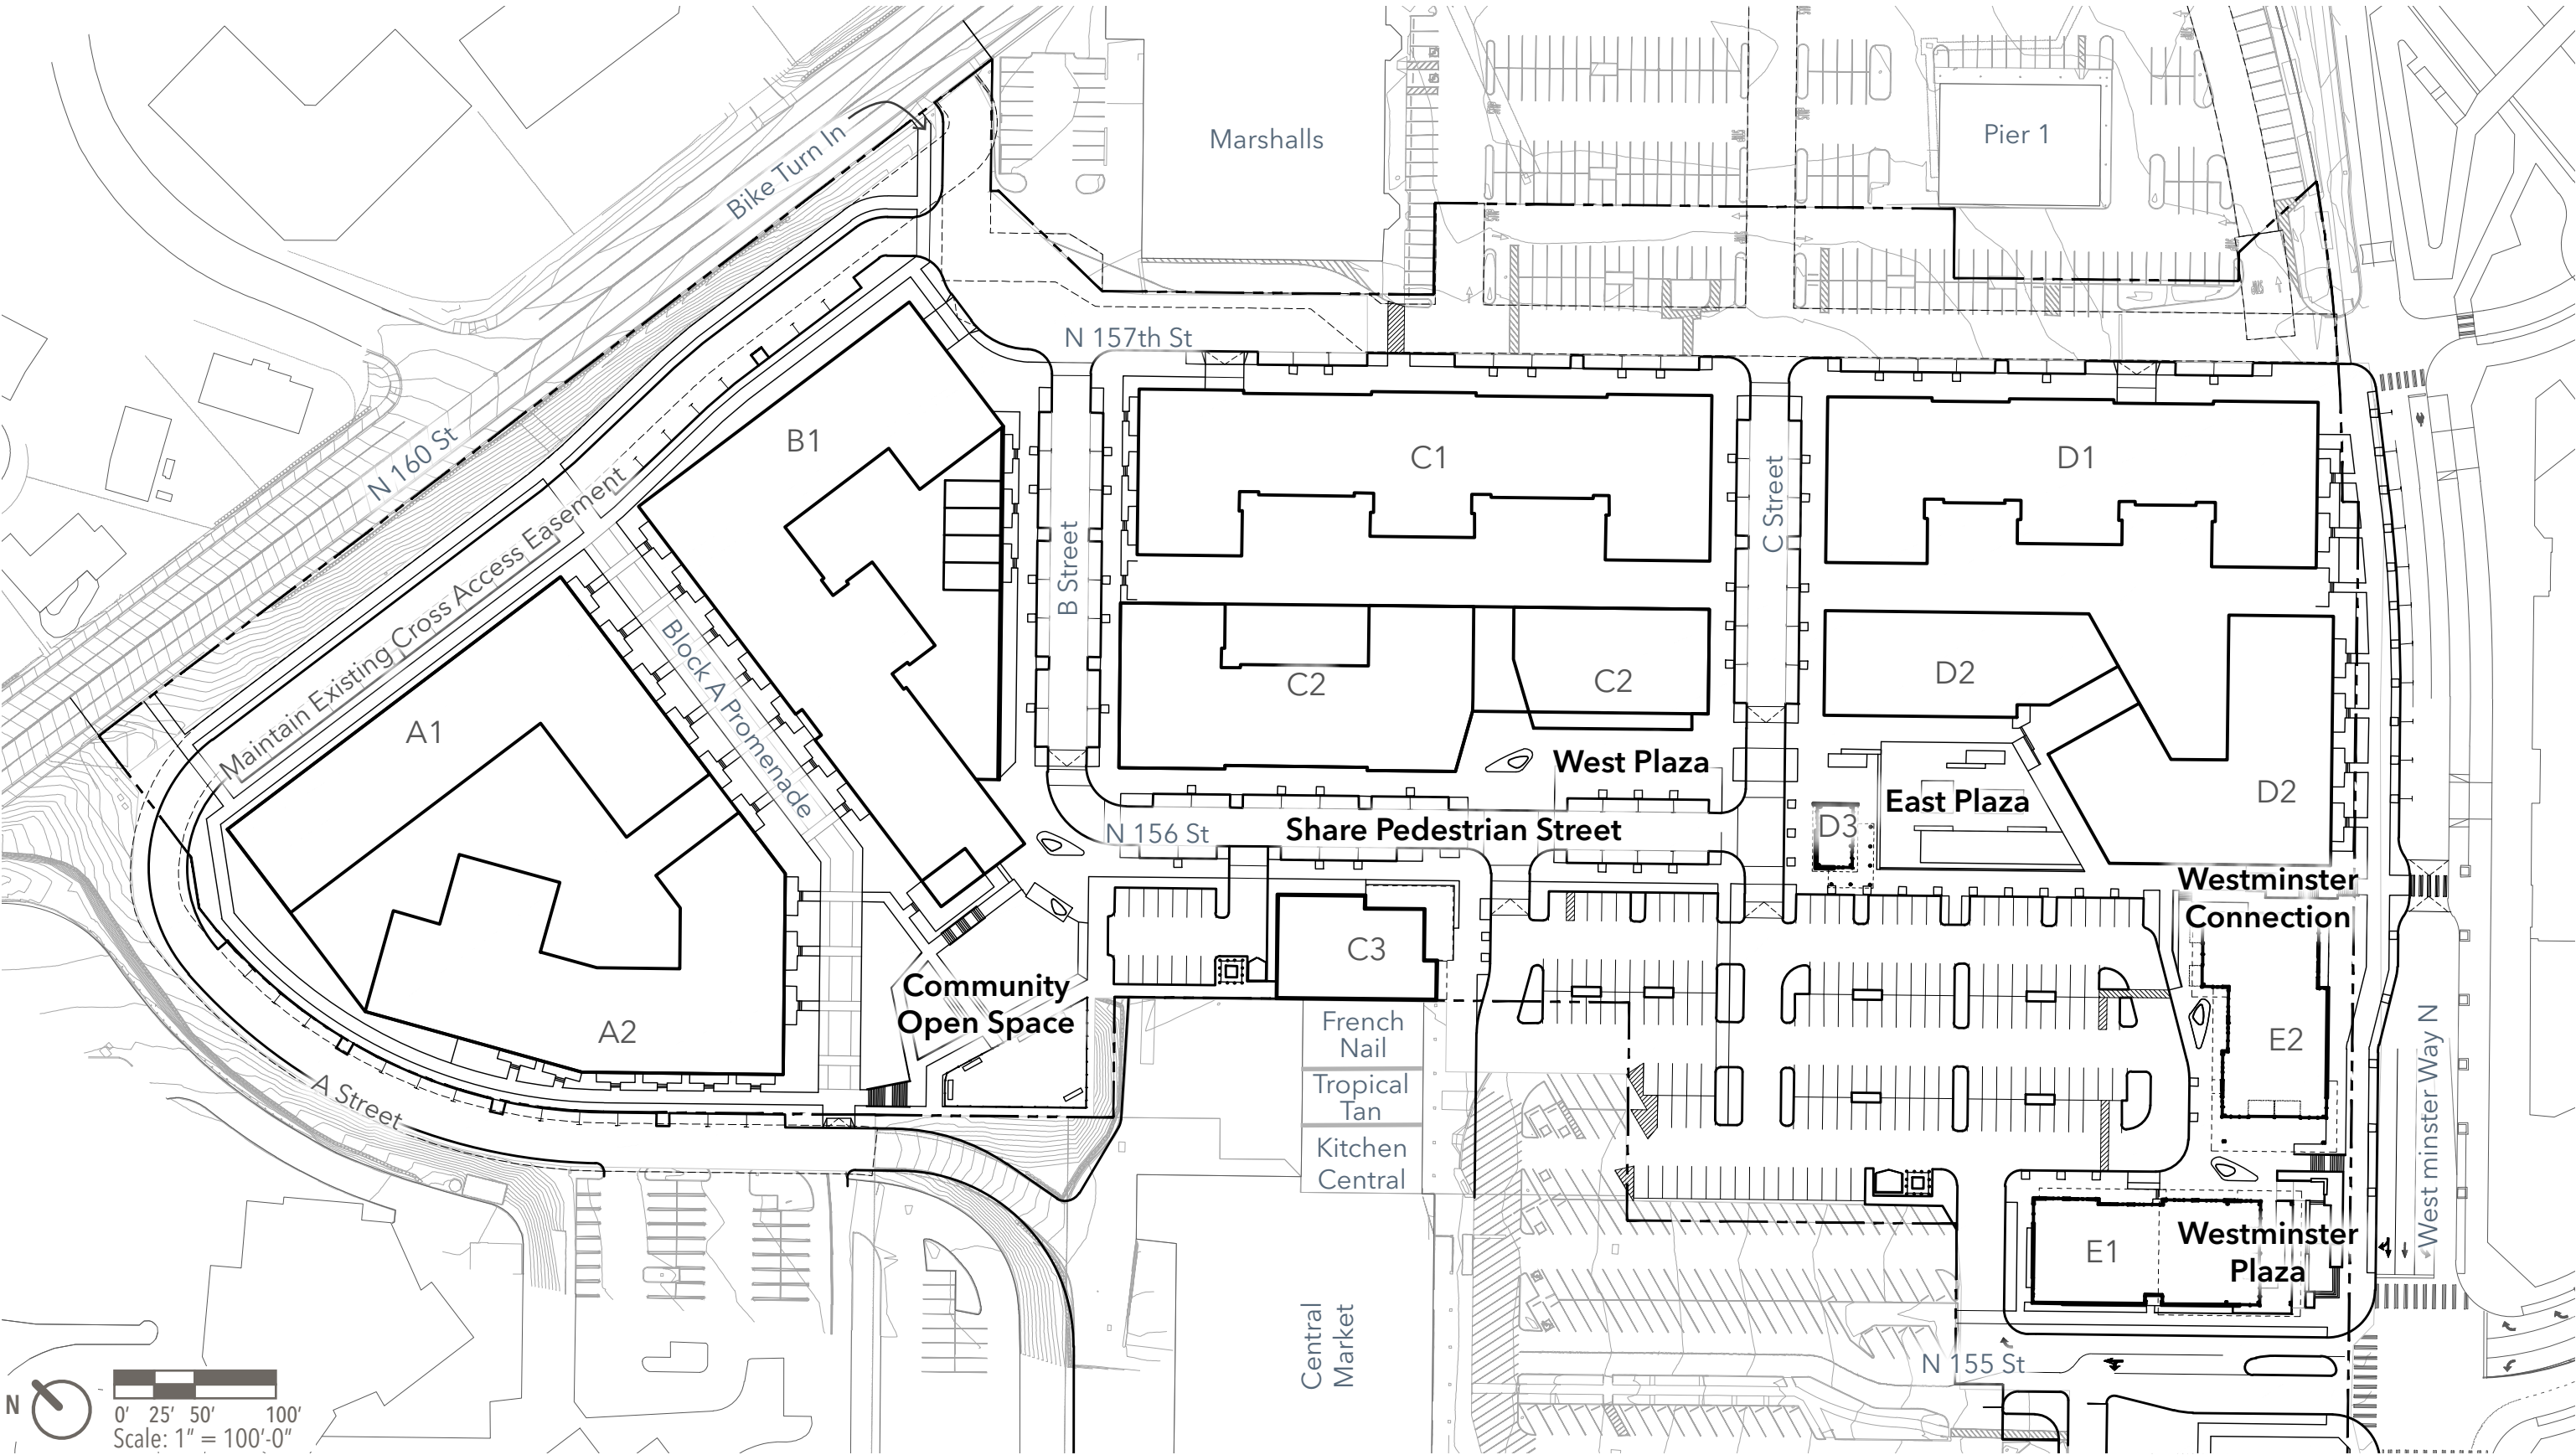 Marshalls
Pier 1
Bike Turn In
N 157th St
N 160 St
B1
C1
D1
Maintain Existing Cross Access Easement
B Street
C Street
Block A Promenade
A1
C2
C2
D2
D2
West Plaza
East Plaza
N 156 St
Share Pedestrian Street
D3
Westminster
Connection
C3
Community
Open Space
A2
French
Nail
E2
Tropical
Tan
A Street
Kitchen
Central
West minster Way N
E1
Westminster
Plaza
Central
Market
N 155 St
N
0' 25' 50' 100'
Scale: 1" = 100'-0"